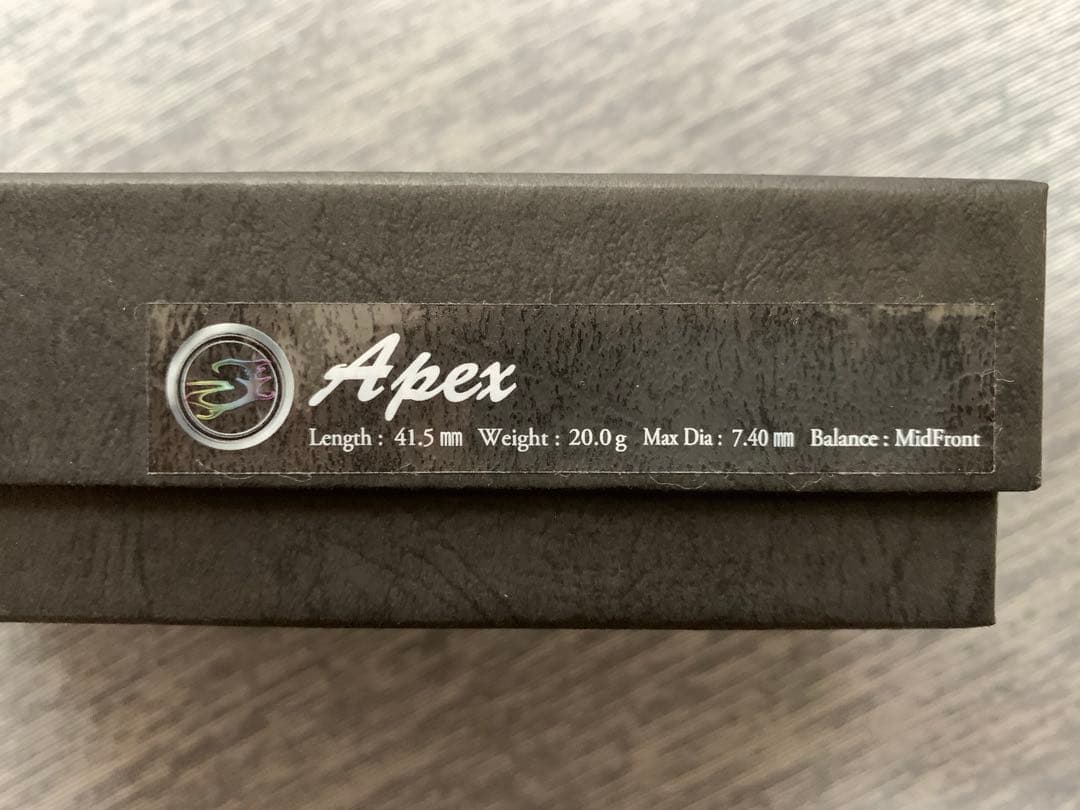 Apex
Length : 41.5 ㎜ Weight : 20.0 g Max Dia : 7.40 ㎜ Balance : MidFront